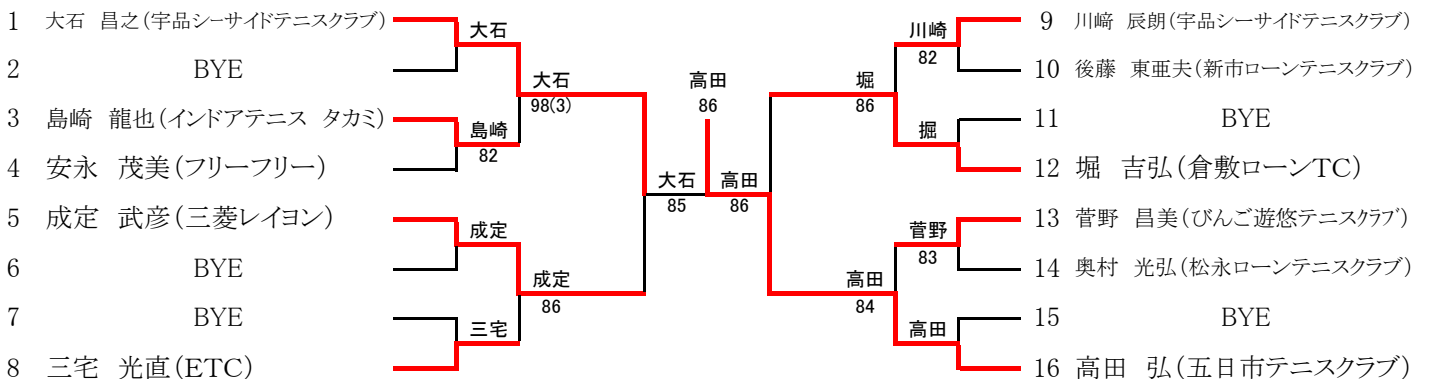 1 大石 昌之(宇品シーサイドテニスクラブ)
2 BYE
3 島崎 龍也(インドアテニス タカミ)
4 安永 茂美(フリーフリー)
5 成定 武彦(三菱レイヨン)
6 BYE
7 BYE
8 三宅 光直(ETC)
大石
島崎
82
成定
三宅
大石
98(3)
成定
86
大石
85
高田
86
高田
86
堀
86
高田
84
川崎
82
掘
菅野
83
高田
9 川﨑 辰朗(宇品シーサイドテニスクラブ)
10 後藤 東亜夫(新市ローンテニスクラブ)
11 BYE
12 堀 吉弘(倉敷ローンTC)
13 菅野 昌美(びんご遊悠テニスクラブ)
14 奥村 光弘(松永ローンテニスクラブ)
15 BYE
16 高田 弘(五日市テニスクラブ)